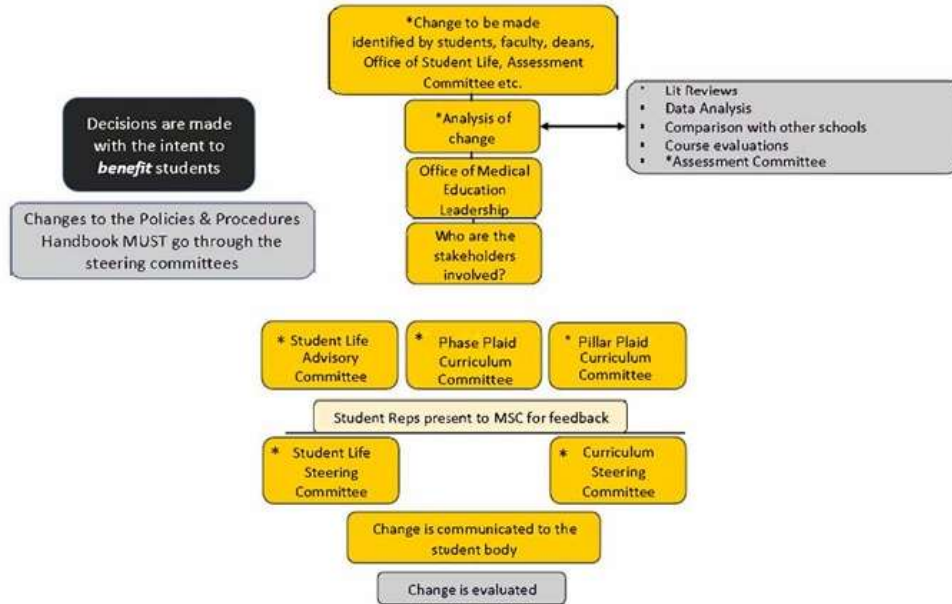 *Change to be made
identified by students, faculty, deans,
Office of Student Life, Assessment
Committee etc.
*Analysis of
change
* Lit Reviews
▪ Data Analysis
▪ Comparison with other schools
▪ Course evaluations
▪ *Assessment Committee
Decisions are made
with the intent to
benefit students
Changes to the Policies & Procedures
Handbook MUST go through the
steering committees
Office of Medical
Education
Leadership
Who are the
stakeholders
involved?
* Student Life
Advisory
Committee
* Phase Plaid
Curriculum
Committee
* Pillar Plaid
Curriculum
Committee
Student Reps present to MSC for feedback
* Student Life
Steering
Committee
* Curriculum
Steering
Committee
Change is communicated to the
student body
Change is evaluated